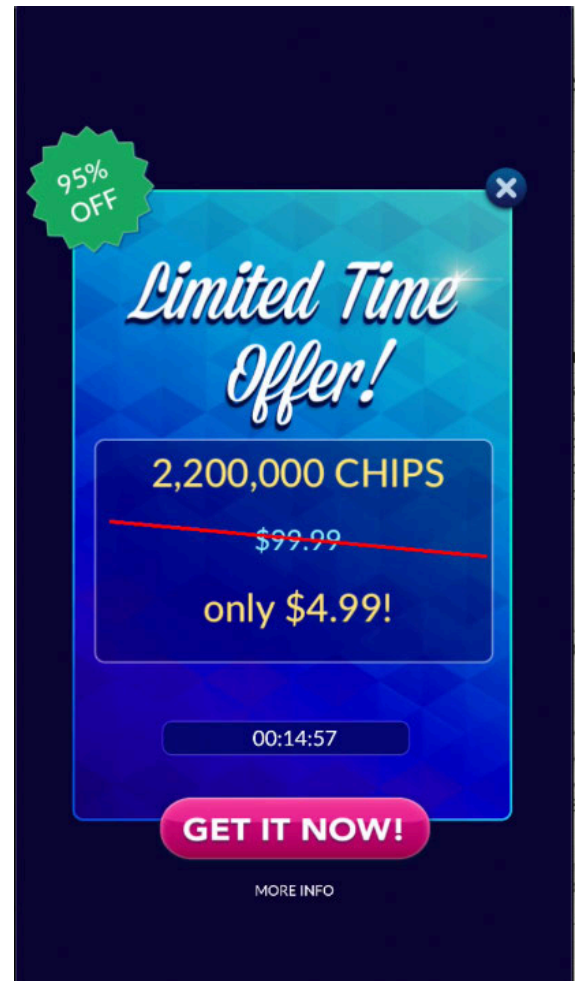 95%
OFF
Limited Time
Offer!
2,200,000 CHIPS
$99.99
only $4.99!
00:14:57
GET IT NOW!
MORE INFO